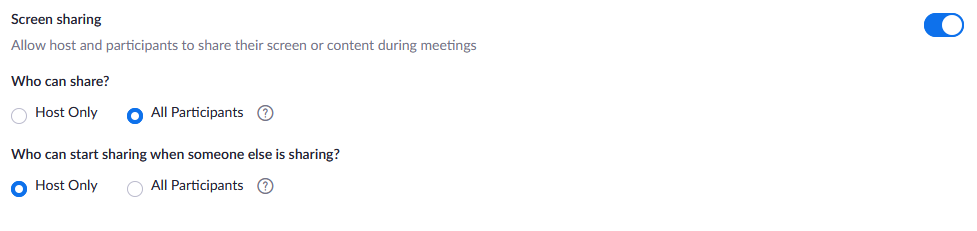 Screen sharing
Allow host and participants to share their screen or content during meetings
Who can share?
Host Only All Participants ?
Who can start sharing when someone else is sharing?
Host Only All Participants ?